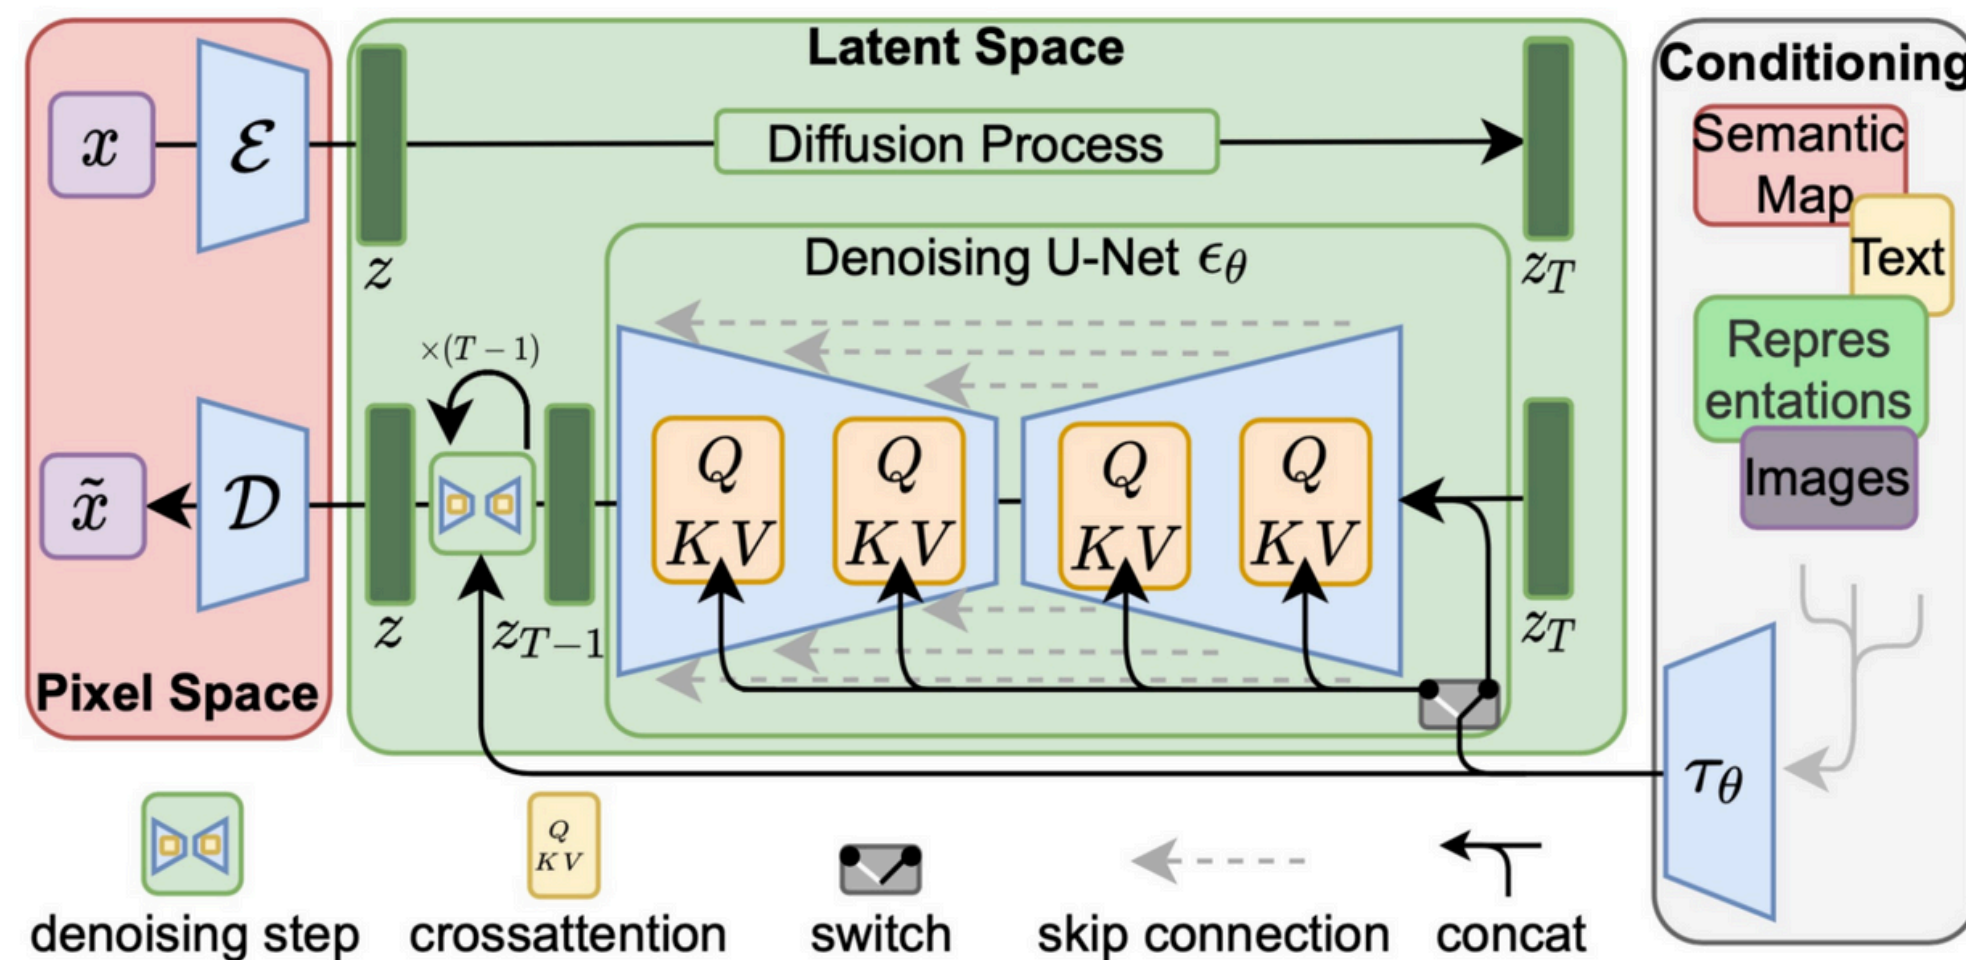 Latent Space
Conditioning
x
ℰ
Diffusion Process
Semantic
Map
Text
z
Denoising U-Net ϵ_θ
z_T
Repres
entations
×(T − 1)
Images
x̃
𝒟
Q
KV
Q
KV
Q
KV
Q
KV
z
z_{T−1}
z_T
Pixel Space
τ_θ
Q
KV
denoising step
crossattention
switch
skip connection
concat